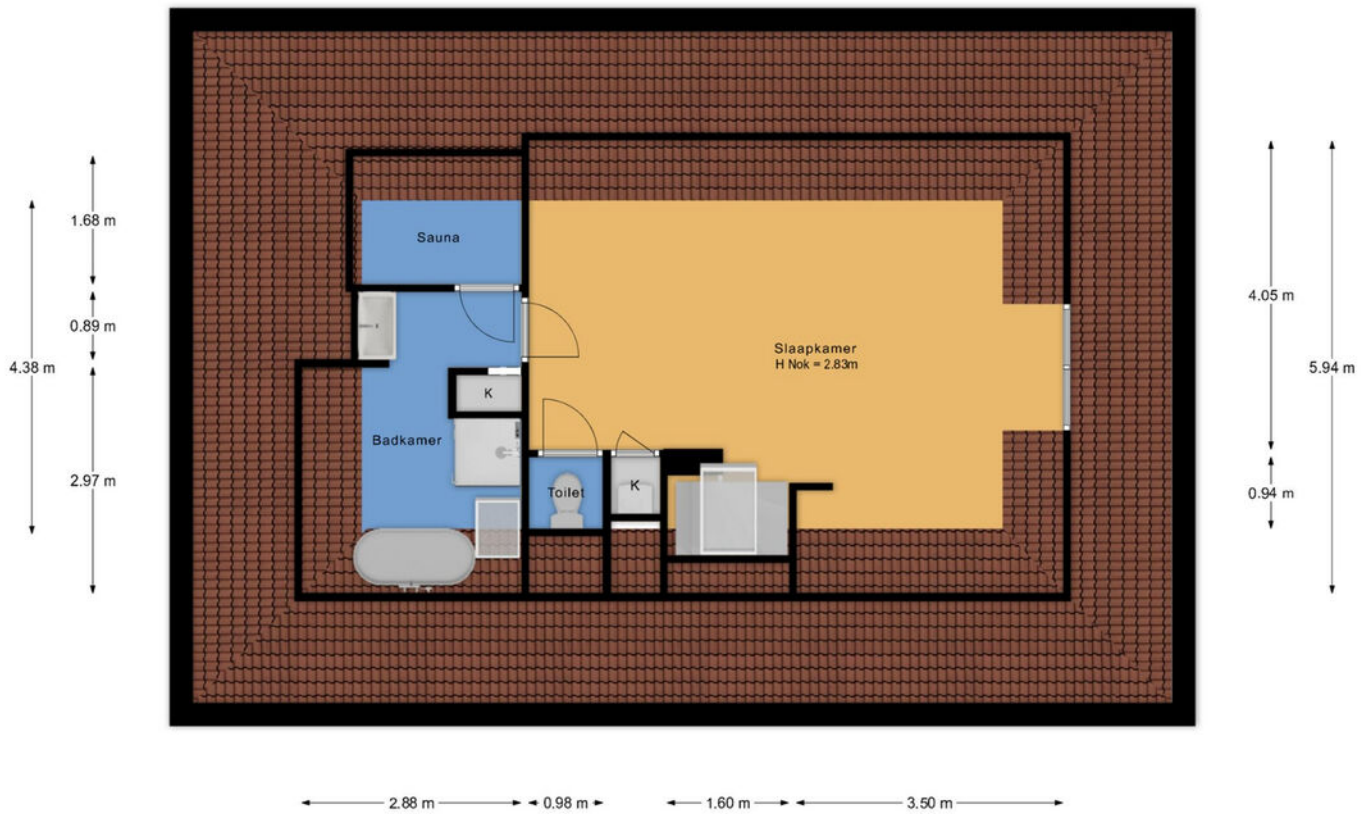 1.68 m
Sauna
0.89 m
4.05 m
4.38 m
Slaapkamer
H Nok = 2.83m
5.94 m
K
Badkamer
2.97 m
Toilet
K
0.94 m
2.88 m
0.98 m
1.60 m
3.50 m